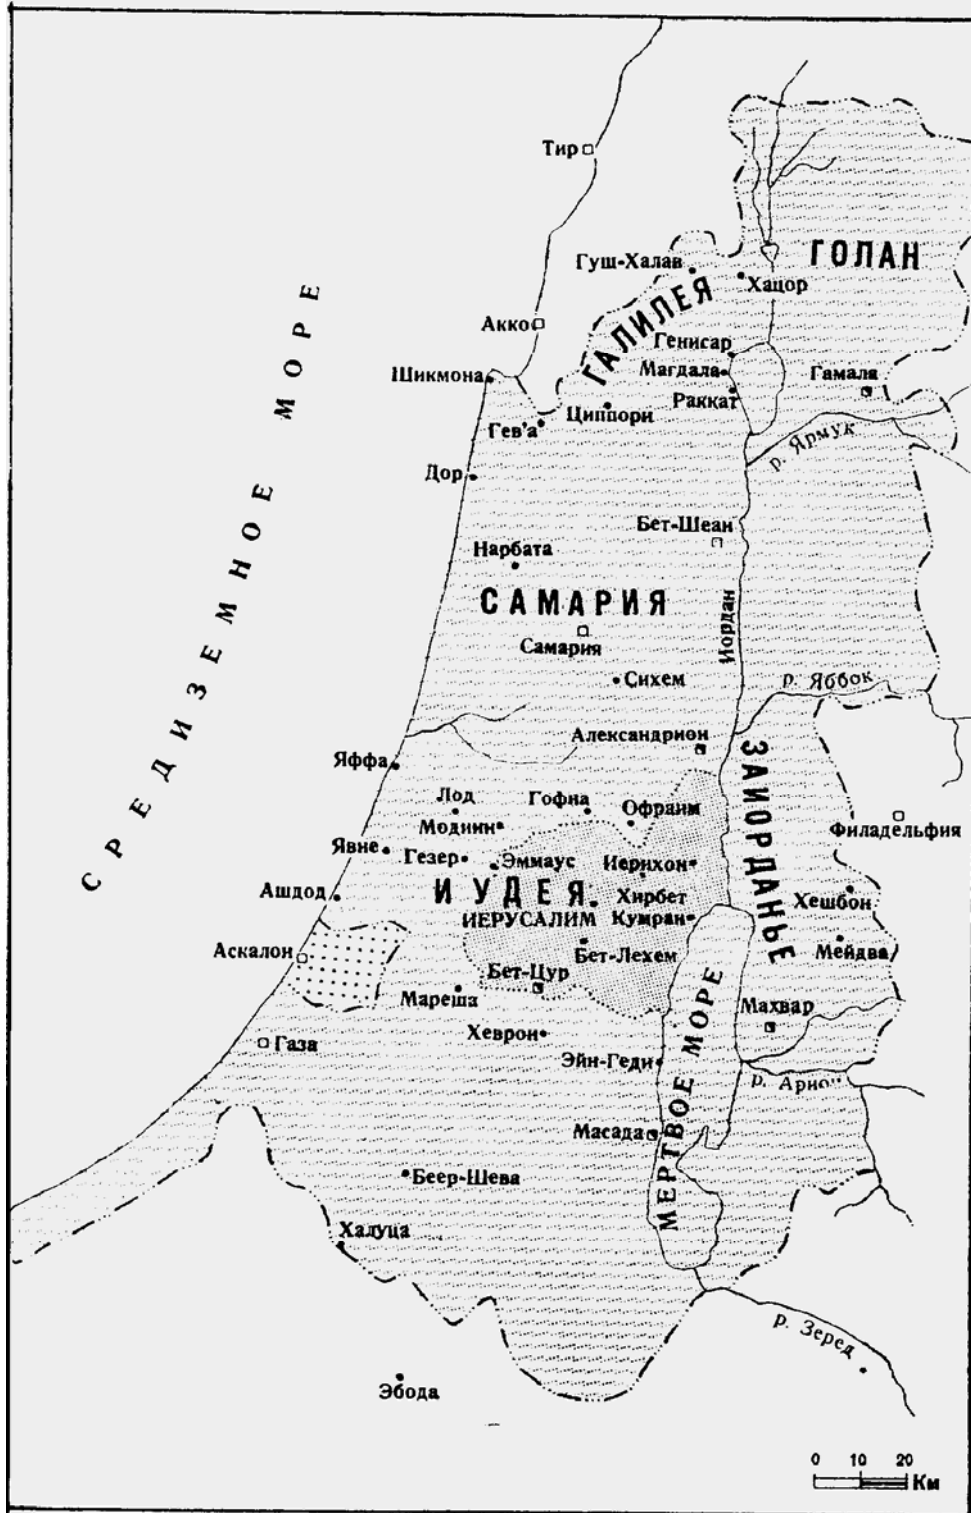 Тир
ГОЛАН
Гуш-Халав
Хацор
ГАЛИЛЕЯ
Акко
Генисар
Шикмона
Магдала
Гамала
Раккат
Циппори
Гев'а
р. Ярмук
Дор
СРЕДИЗЕМНОЕ МОРЕ
Бет-Шеан
Нарбата
САМАРИЯ
Самария
Иордан
Сихем
р. Яббок
Александрион
ЗАИОРДАНЬЕ
Яффа
Лод
Гофна
Офраим
Модиин
Филадельфия
Явне
Гезер
Эммаус
Иерихон
ИУДЕЯ
Хирбет
Кумран
Хешбон
Ашдод
ИЕРУСАЛИМ
Аскалон
Бет-Лехем
Мейдва
Бет-Цур
Мареша
Махвар
Хеврон
МЕРТВОЕ МОРЕ
Газа
Эйн-Геди
р. Арнон
Масада
Беер-Шева
Халуца
р. Зеред
Эбода
0 10 20
Км